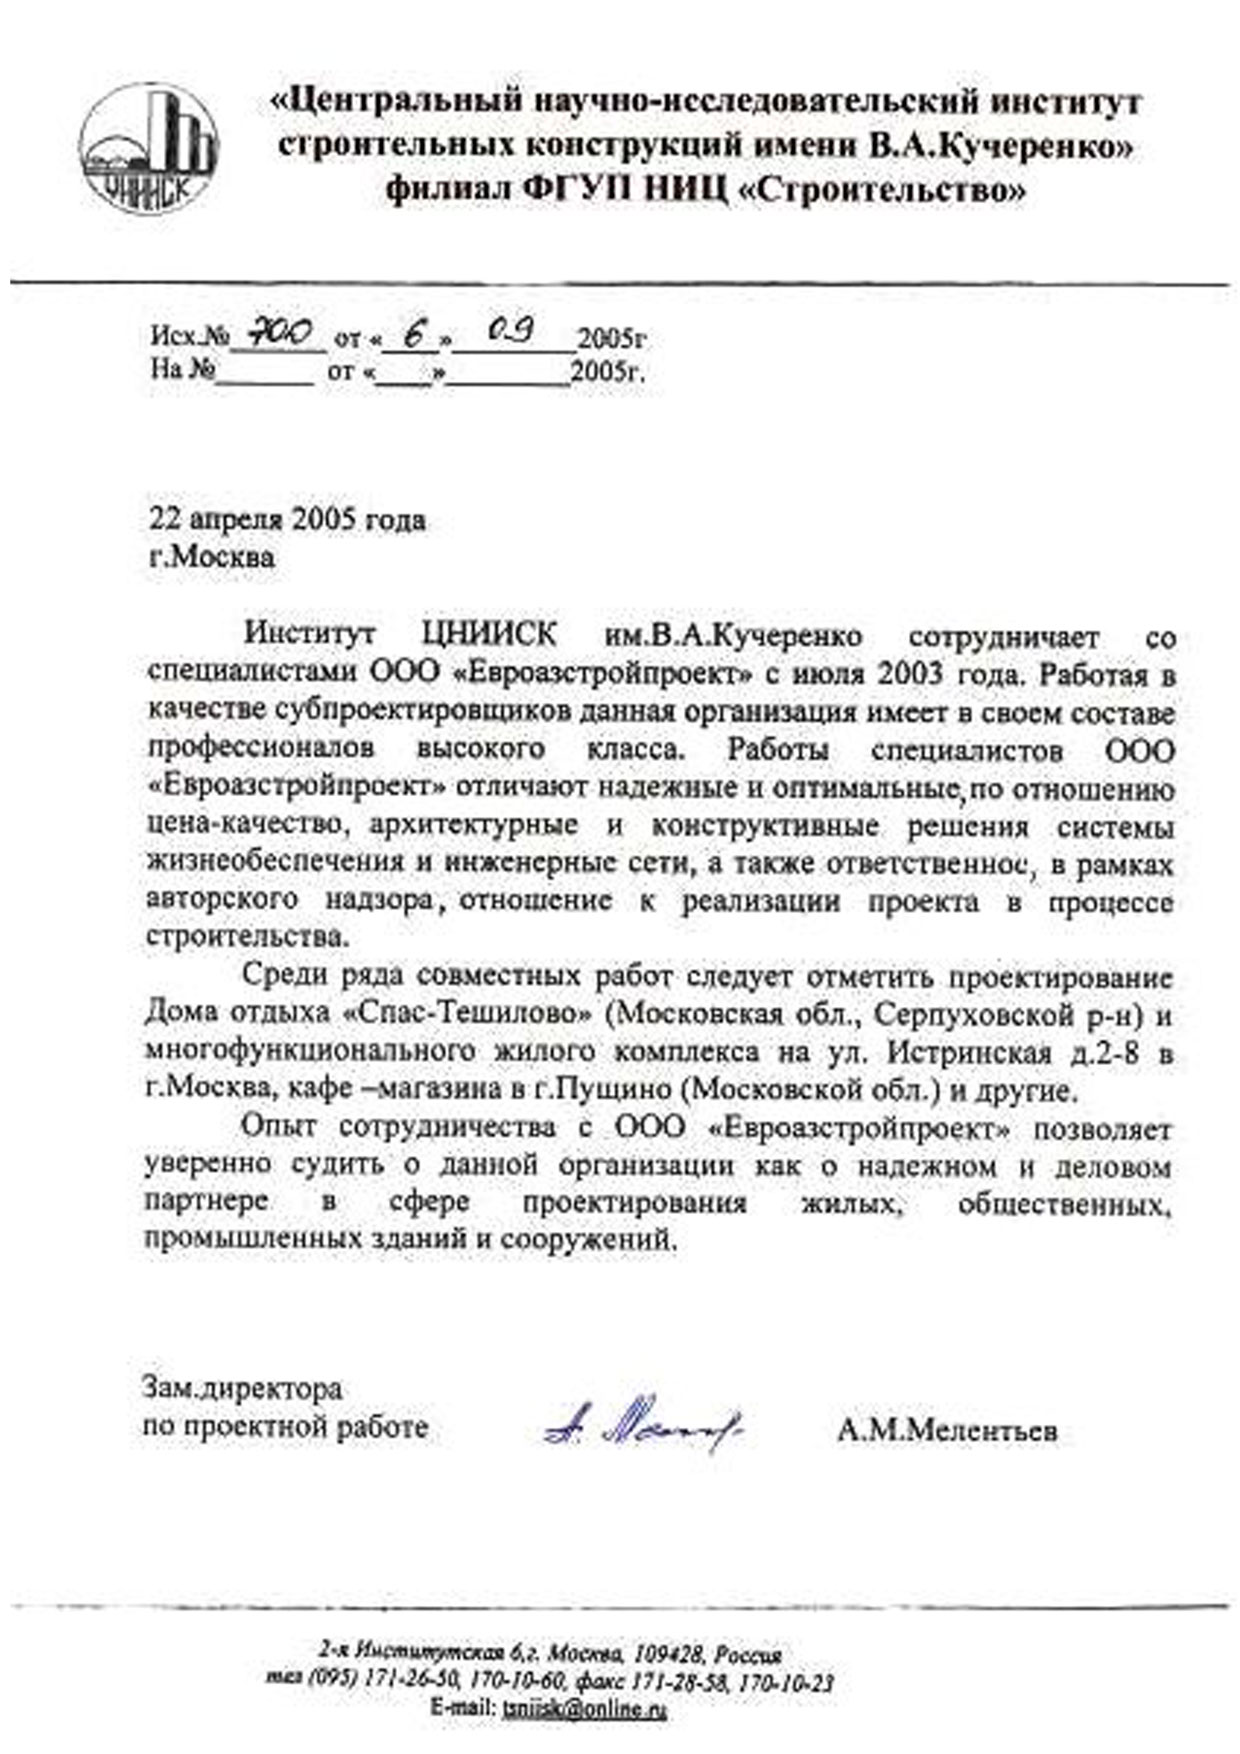 ЦНИИСК
«Центральный научно-исследовательский институт
строительных конструкций имени В.А.Кучеренко»
филиал ФГУП НИЦ «Строительство»
Исх.№ 700 от « 6 » 09 2005г
На №______ от «____»________2005г.
22 апреля 2005 года
г.Москва
Институт ЦНИИСК им.В.А.Кучеренко сотрудничает со
специалистами ООО «Евроазстройпроект» с июля 2003 года. Работая в
качестве субпроектировщиков данная организация имеет в своем составе
профессионалов высокого класса. Работы специалистов ООО
«Евроазстройпроект» отличают надежные и оптимальные,по отношению
цена-качество, архитектурные и конструктивные решения системы
жизнеобеспечения и инженерные сети, а также ответственное, в рамках
авторского надзора, отношение к реализации проекта в процессе
строительства.
Среди ряда совместных работ следует отметить проектирование
Дома отдыха «Спас-Тешилово» (Московская обл., Серпуховской р-н) и
многофункционального жилого комплекса на ул. Истринская д.2-8 в
г.Москва, кафе –магазина в г.Пущино (Московской обл.) и другие.
Опыт сотрудничества с ООО «Евроазстройпроект» позволяет
уверенно судить о данной организации как о надежном и деловом
партнере в сфере проектирования жилых, общественных,
промышленных зданий и сооружений.
Зам.директора
по проектной работе А.М.Мелентьев
2-я Институтская 6,г. Москва, 109428, Россия
тел (095) 171-26-50, 170-10-60, факс 171-28-58, 170-10-23
E-mail: tsniisk@online.ru